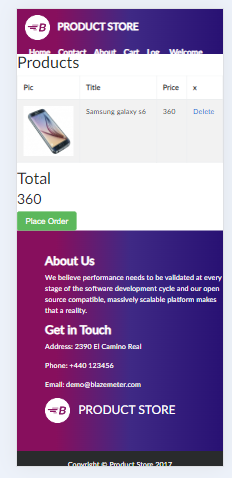 PRODUCT STORE
Home Contact About Cart Log Welcome
Products
Pic Title Price x
Samsung galaxy s6 360 Delete
Total
360
Place Order
About Us
We believe performance needs to be validated at every
stage of the software development cycle and our open
source compatible, massively scalable platform makes
that a reality.
Get in Touch
Address: 2390 El Camino Real
Phone: +440 123456
Email: demo@blazemeter.com
PRODUCT STORE
Copyright © Product Store 2017